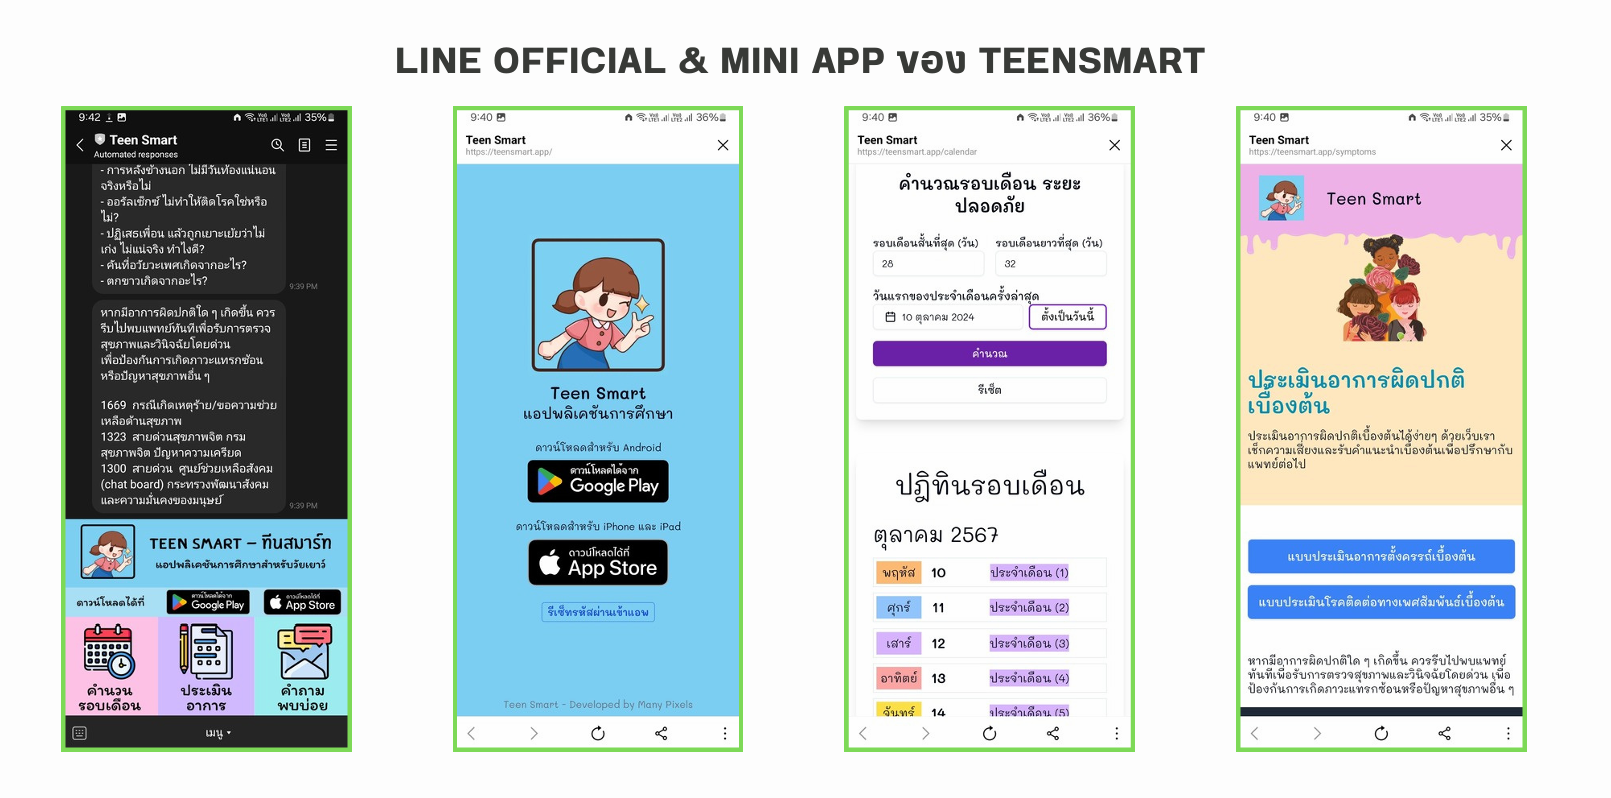 LINE OFFICIAL & MINI APP ของ TEENSMART
9:42
35%
Teen Smart
Automated responses
- การหลั่งข้างนอก ไม่มีวันท้องแน่นอน
จริงหรือไม่
- ออรัลเซ็กซ์ ไม่ทำให้ติดโรคใช่หรือ
ไม่?
- ปฏิเสธเพื่อน แล้วถูกเยาะเย้ยว่าไม่
เก่ง ไม่แน่จริง ทำไงดี?
- คันที่อวัยวะเพศเกิดจากอะไร?
- ตกขาวเกิดจากอะไร?
9:39 PM
หากมีอาการผิดปกติใด ๆ เกิดขึ้น ควร
รีบไปพบแพทย์ทันทีเพื่อรับการตรวจ
สุขภาพและวินิจฉัยโดยด่วน
เพื่อป้องกันการเกิดภาวะแทรกซ้อน
หรือปัญหาสุขภาพอื่น ๆ
1669 กรณีเกิดเหตุร้าย/ขอความช่วย
เหลือด้านสุขภาพ
1323 สายด่วนสุขภาพจิต กรม
สุขภาพจิต ปัญหาความเครียด
1300 สายด่วน ศูนย์ช่วยเหลือสังคม
(chat board) กระทรวงพัฒนาสังคม
และความมั่นคงของมนุษย์
9:39 PM
TEEN SMART – ทีนสมาร์ท
แอปพลิเคชันการศึกษาสำหรับวัยเยาว์
ดาวน์โหลดได้ที่
ดาวน์โหลดได้จาก
Google Play
ดาวน์โหลดได้ที่
App Store
คำนวน
รอบเดือน
ประเมิน
อาการ
คำถาม
พบบ่อย
เมนู
9:40
36%
Teen Smart
https://teensmart.app/
Teen Smart
แอปพลิเคชันการศึกษา
ดาวน์โหลดสำหรับ Android
ดาวน์โหลดได้จาก
Google Play
ดาวน์โหลดสำหรับ iPhone และ iPad
ดาวน์โหลดได้ที่
App Store
รีเซ็ทรหัสผ่านเข้าแอพ
Teen Smart - Developed by Many Pixels
9:40
36%
Teen Smart
https://teensmart.app/calendar
คำนวณรอบเดือน ระยะ
ปลอดภัย
รอบเดือนสั้นที่สุด (วัน)
รอบเดือนยาวที่สุด (วัน)
28
32
วันแรกของประจำเดือนครั้งล่าสุด
10 ตุลาคม 2024
ตั้งเป็นวันนี้
คำนวณ
รีเซ็ต
ปฎิทินรอบเดือน
ตุลาคม 2567
พฤหัส 10 ประจำเดือน (1)
ศุกร์ 11 ประจำเดือน (2)
เสาร์ 12 ประจำเดือน (3)
อาทิตย์ 13 ประจำเดือน (4)
จันทร์ 14 ประจำเดือน (5)
9:40
35%
Teen Smart
https://teensmart.app/symptoms
Teen Smart
ประเมินอาการผิดปกติ
เบื้องต้น
ประเมินอาการผิดปกติเบื้องต้นได้ง่ายๆ ด้วยเว็บเรา
เช็กความเสี่ยงและรับคำแนะนำเบื้องต้นเพื่อปรึกษากับ
แพทย์ต่อไป
แบบประเมินอาการตั้งครรถ์เบื้องต้น
แบบประเมินโรคติดต่อทางเพศสัมพันธ์เบื้องต้น
หากมีอาการผิดปกติใด ๆ เกิดขึ้น ควรรีบไปพบแพทย์
ทันทีเพื่อรับการตรวจสุขภาพและวินิจฉัยโดยด่วน เพื่อ
ป้องกันการเกิดภาวะแทรกซ้อนหรือปัญหาสุขภาพอื่น ๆ